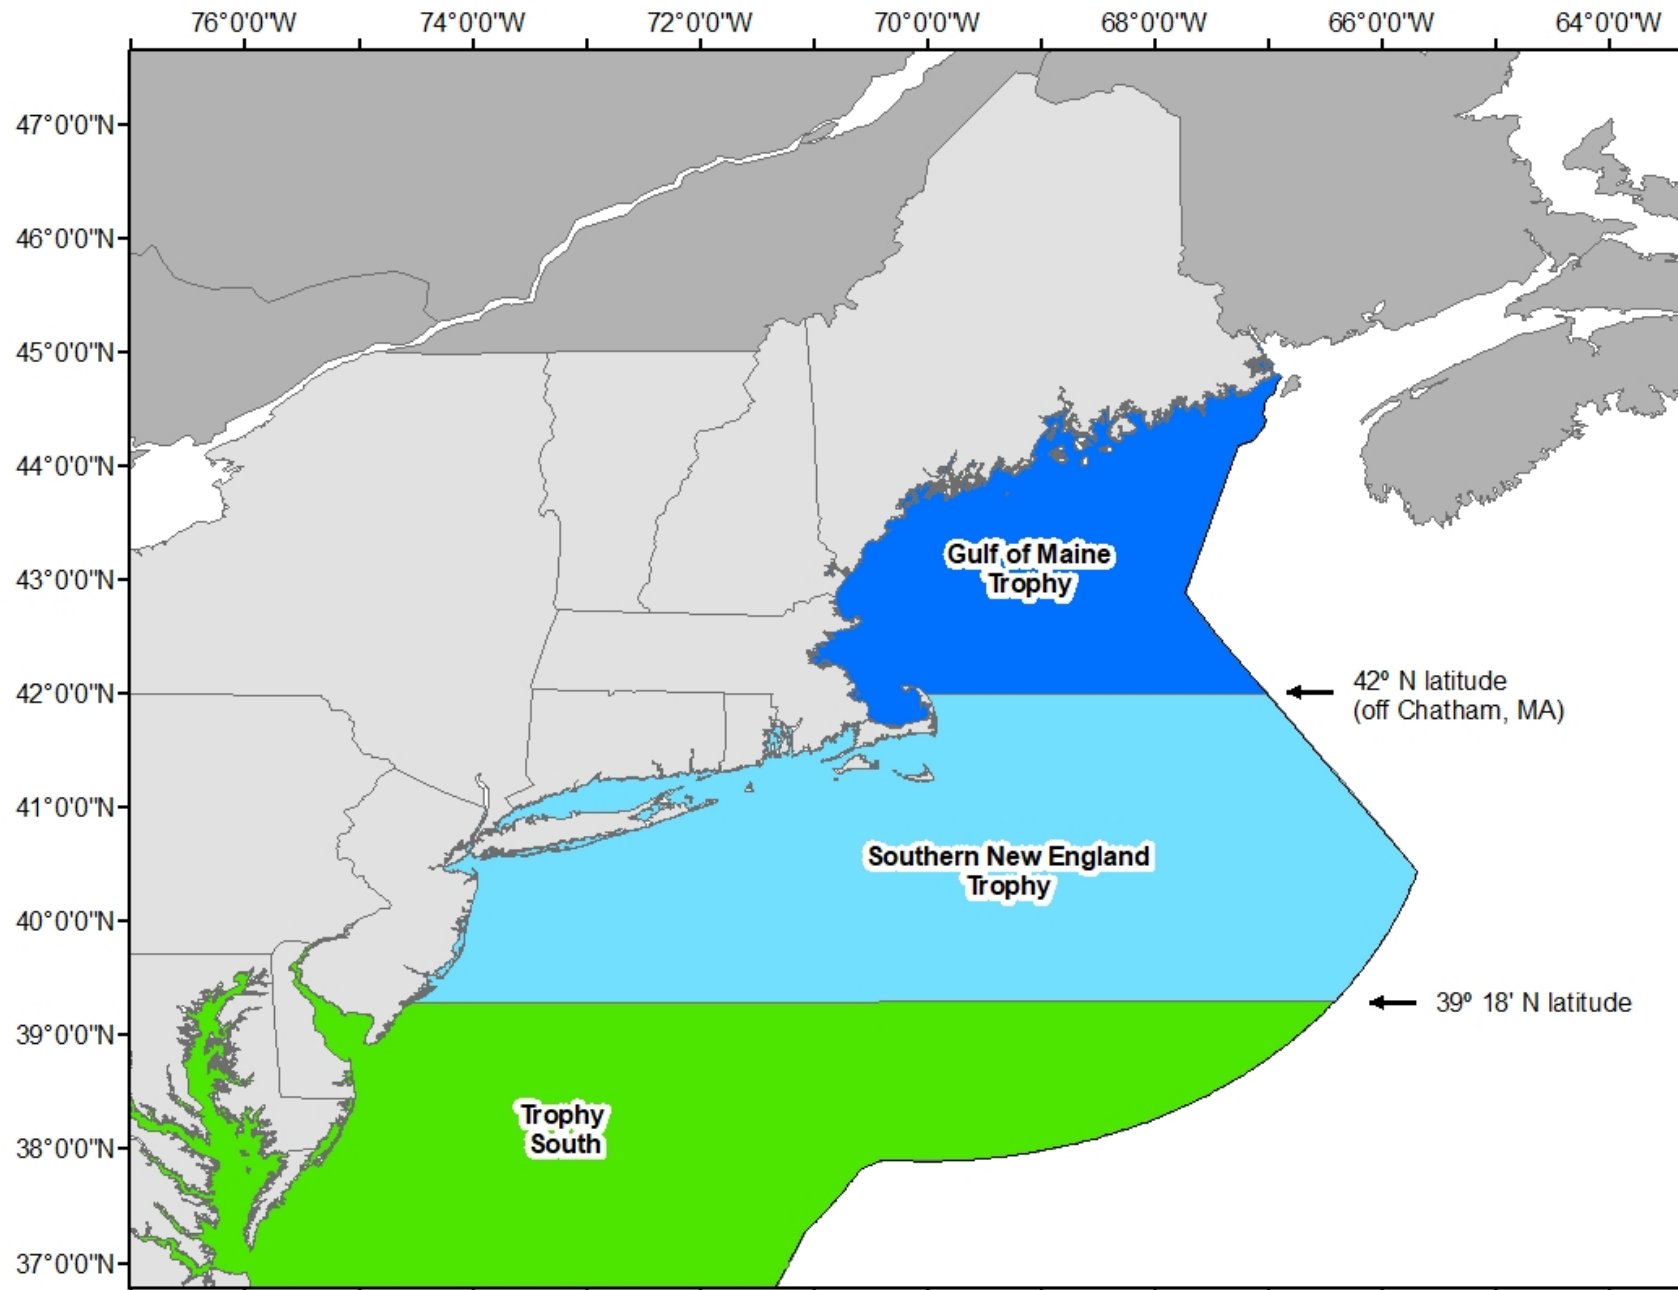 76°0'0"W 74°0'0"W 72°0'0"W 70°0'0"W 68°0'0"W 66°0'0"W 64°0'0"W
47°0'0"N
46°0'0"N
45°0'0"N
44°0'0"N
43°0'0"N
42°0'0"N
41°0'0"N
40°0'0"N
39°0'0"N
38°0'0"N
37°0'0"N
Gulf of Maine
Trophy
42º N latitude
(off Chatham, MA)
Southern New England
Trophy
39º 18' N latitude
Trophy
South